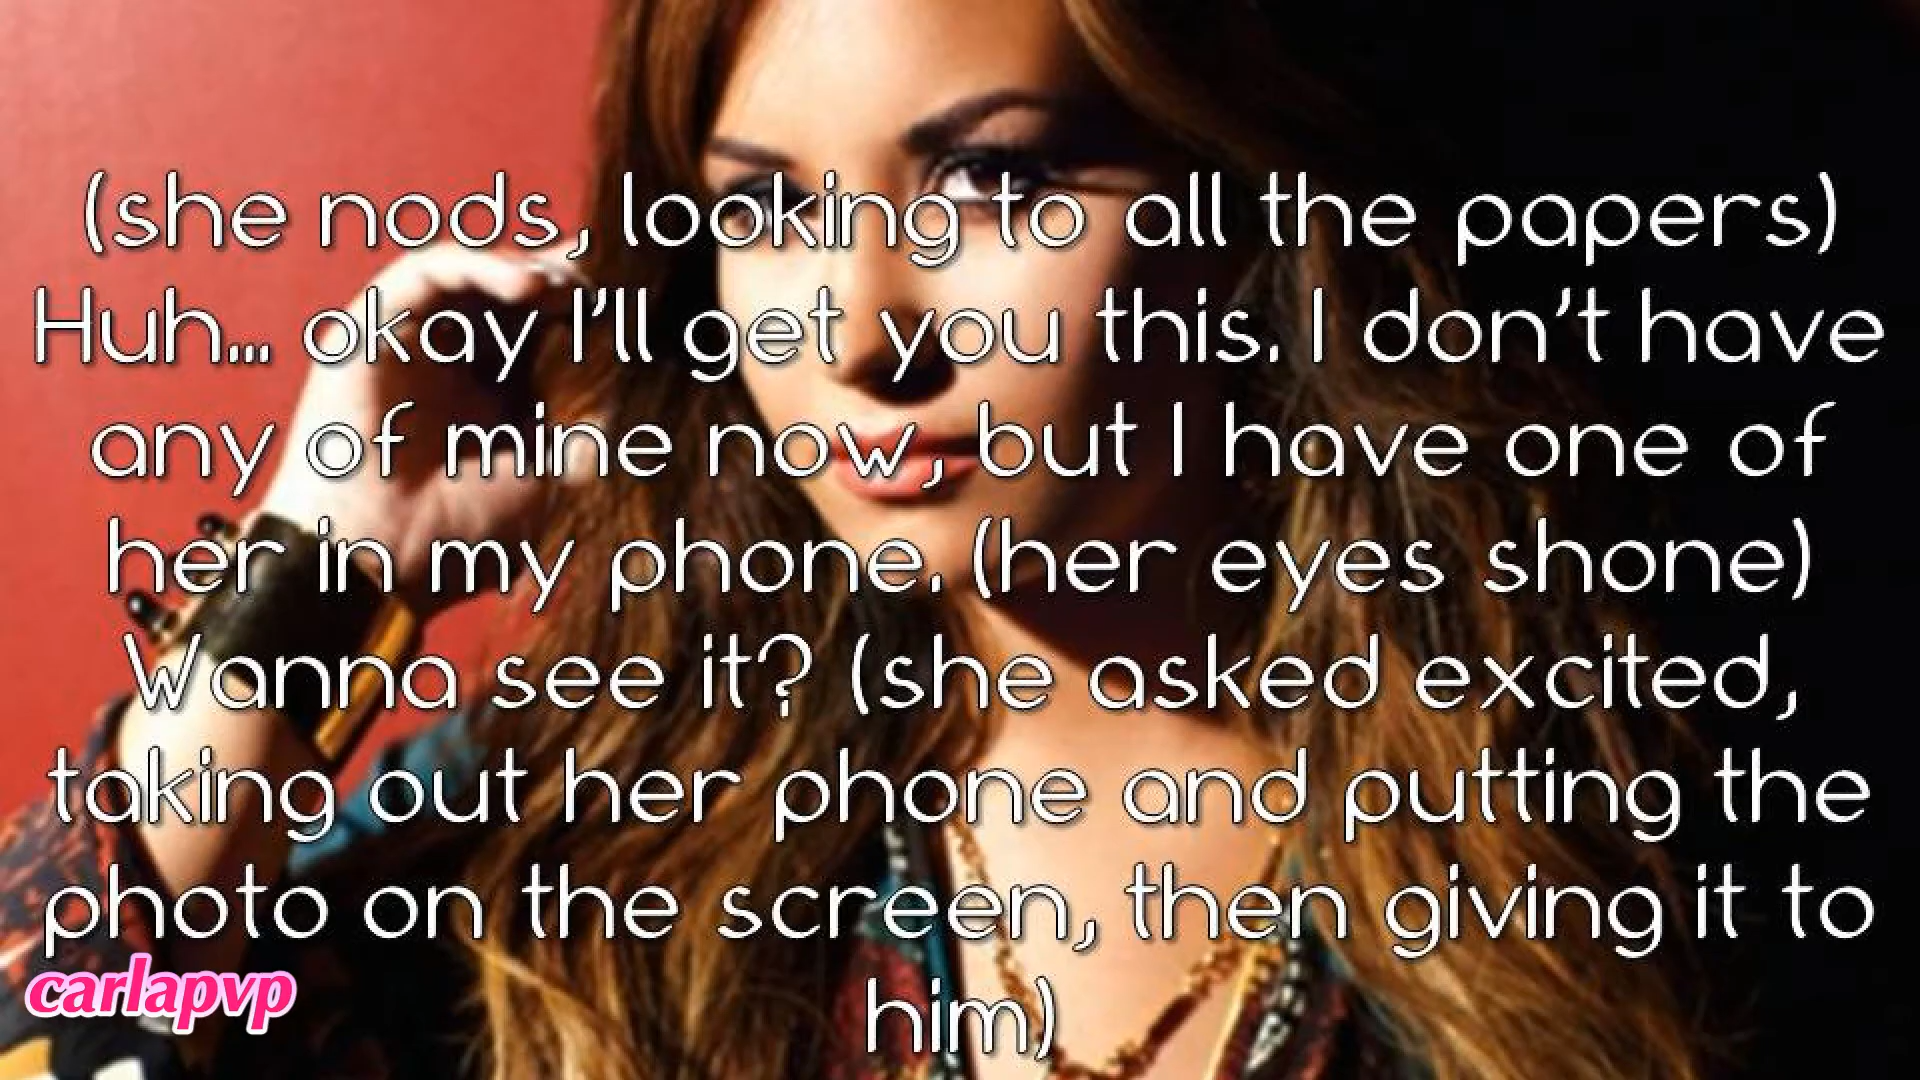 (she nods, looking to all the papers)
Huh... okay I'll get you this. I don't have
any of mine now, but I have one of
her in my phone. (her eyes shone)
Wanna see it? (she asked excited,
taking out her phone and putting the
photo on the screen, then giving it to
him)
carlapvp